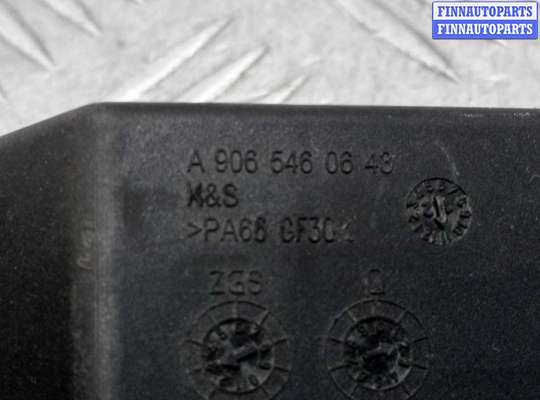 FINNAUTOPARTS
FINNAUTOPARTS
A 906 546 06 43
M&S
>PA66 GF30<
ZGS Q